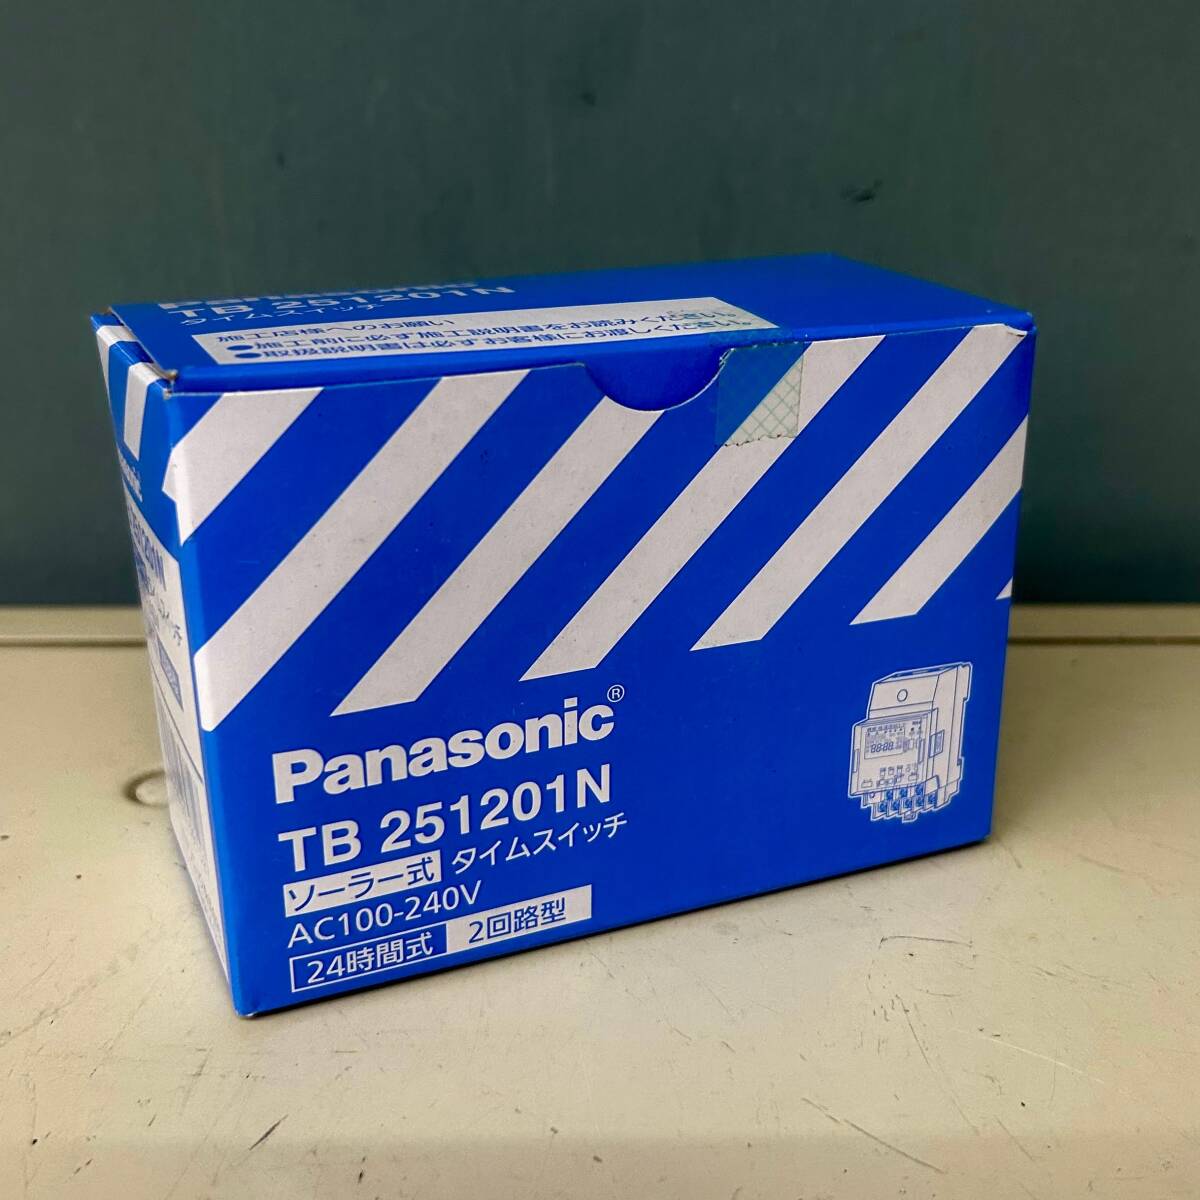 Panasonic
TB 251201N
タイムスイッチ
施工店様へのお願い
●施工前に必ず施工説明書をお読みください。
●取扱説明書は必ずお客様にお渡しください。
Panasonic®
TB 251201N
ソーラー式 タイムスイッチ
AC100-240V
24時間式 2回路型
88:88
Panasonic